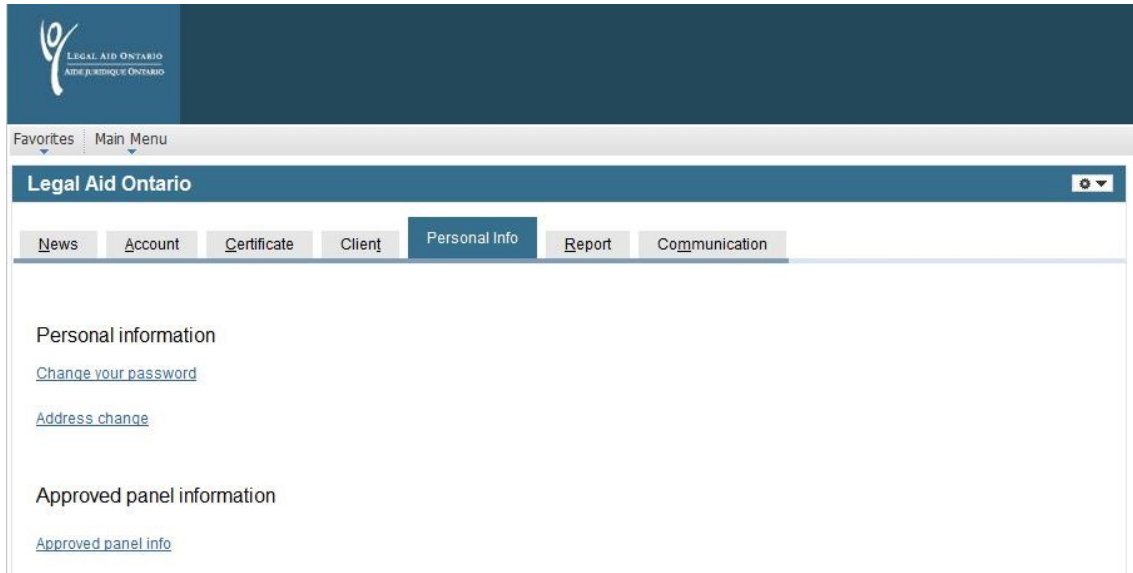 LEGAL AID ONTARIO
AIDE JURIDIQUE ONTARIO
Favorites Main Menu
Legal Aid Ontario
News Account Certificate Client Personal Info Report Communication
Personal information
Change your password
Address change
Approved panel information
Approved panel info